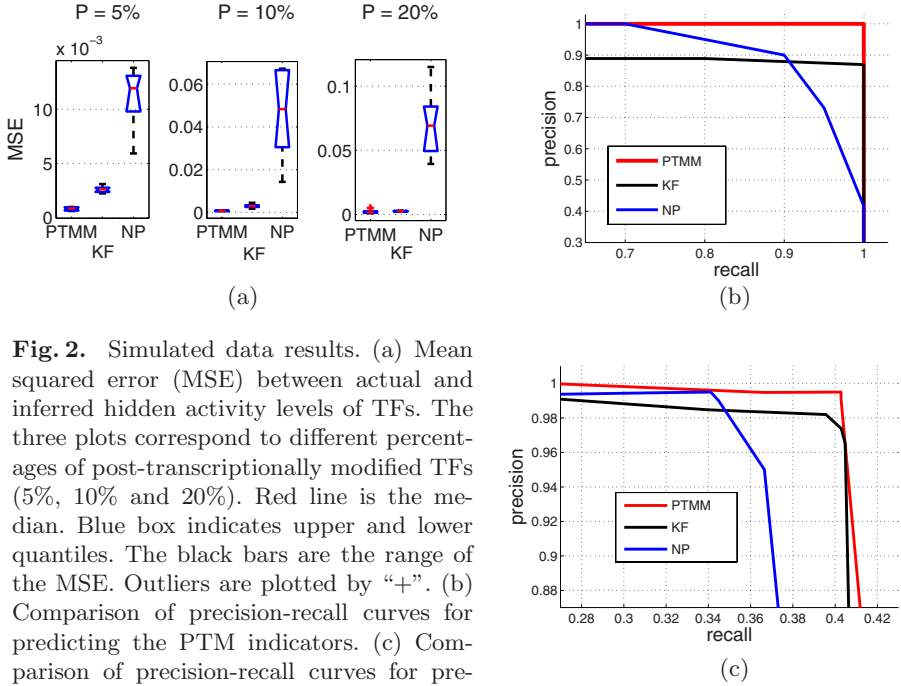 P = 5% P = 10% P = 20%
x 10⁻³
MSE
10
5
0
PTMM NP
KF
0.06
0.04
0.02
0
PTMM NP
KF
0.1
0.05
0
PTMM NP
KF
(a)
precision
1
0.9
0.8
0.7
0.6
0.5
0.4
0.3
PTMM
KF
NP
0.7 0.8 0.9 1
recall
(b)
Fig. 2. Simulated data results. (a) Mean
squared error (MSE) between actual and
inferred hidden activity levels of TFs. The
three plots correspond to different percent-
ages of post-transcriptionally modified TFs
(5%, 10% and 20%). Red line is the me-
dian. Blue box indicates upper and lower
quantiles. The black bars are the range of
the MSE. Outliers are plotted by “+”. (b)
Comparison of precision-recall curves for
predicting the PTM indicators. (c) Com-
parison of precision-recall curves for pre-
precision
1
0.98
0.96
0.94
0.92
0.9
0.88
PTMM
KF
NP
0.28 0.3 0.32 0.34 0.36 0.38 0.4 0.42
recall
(c)